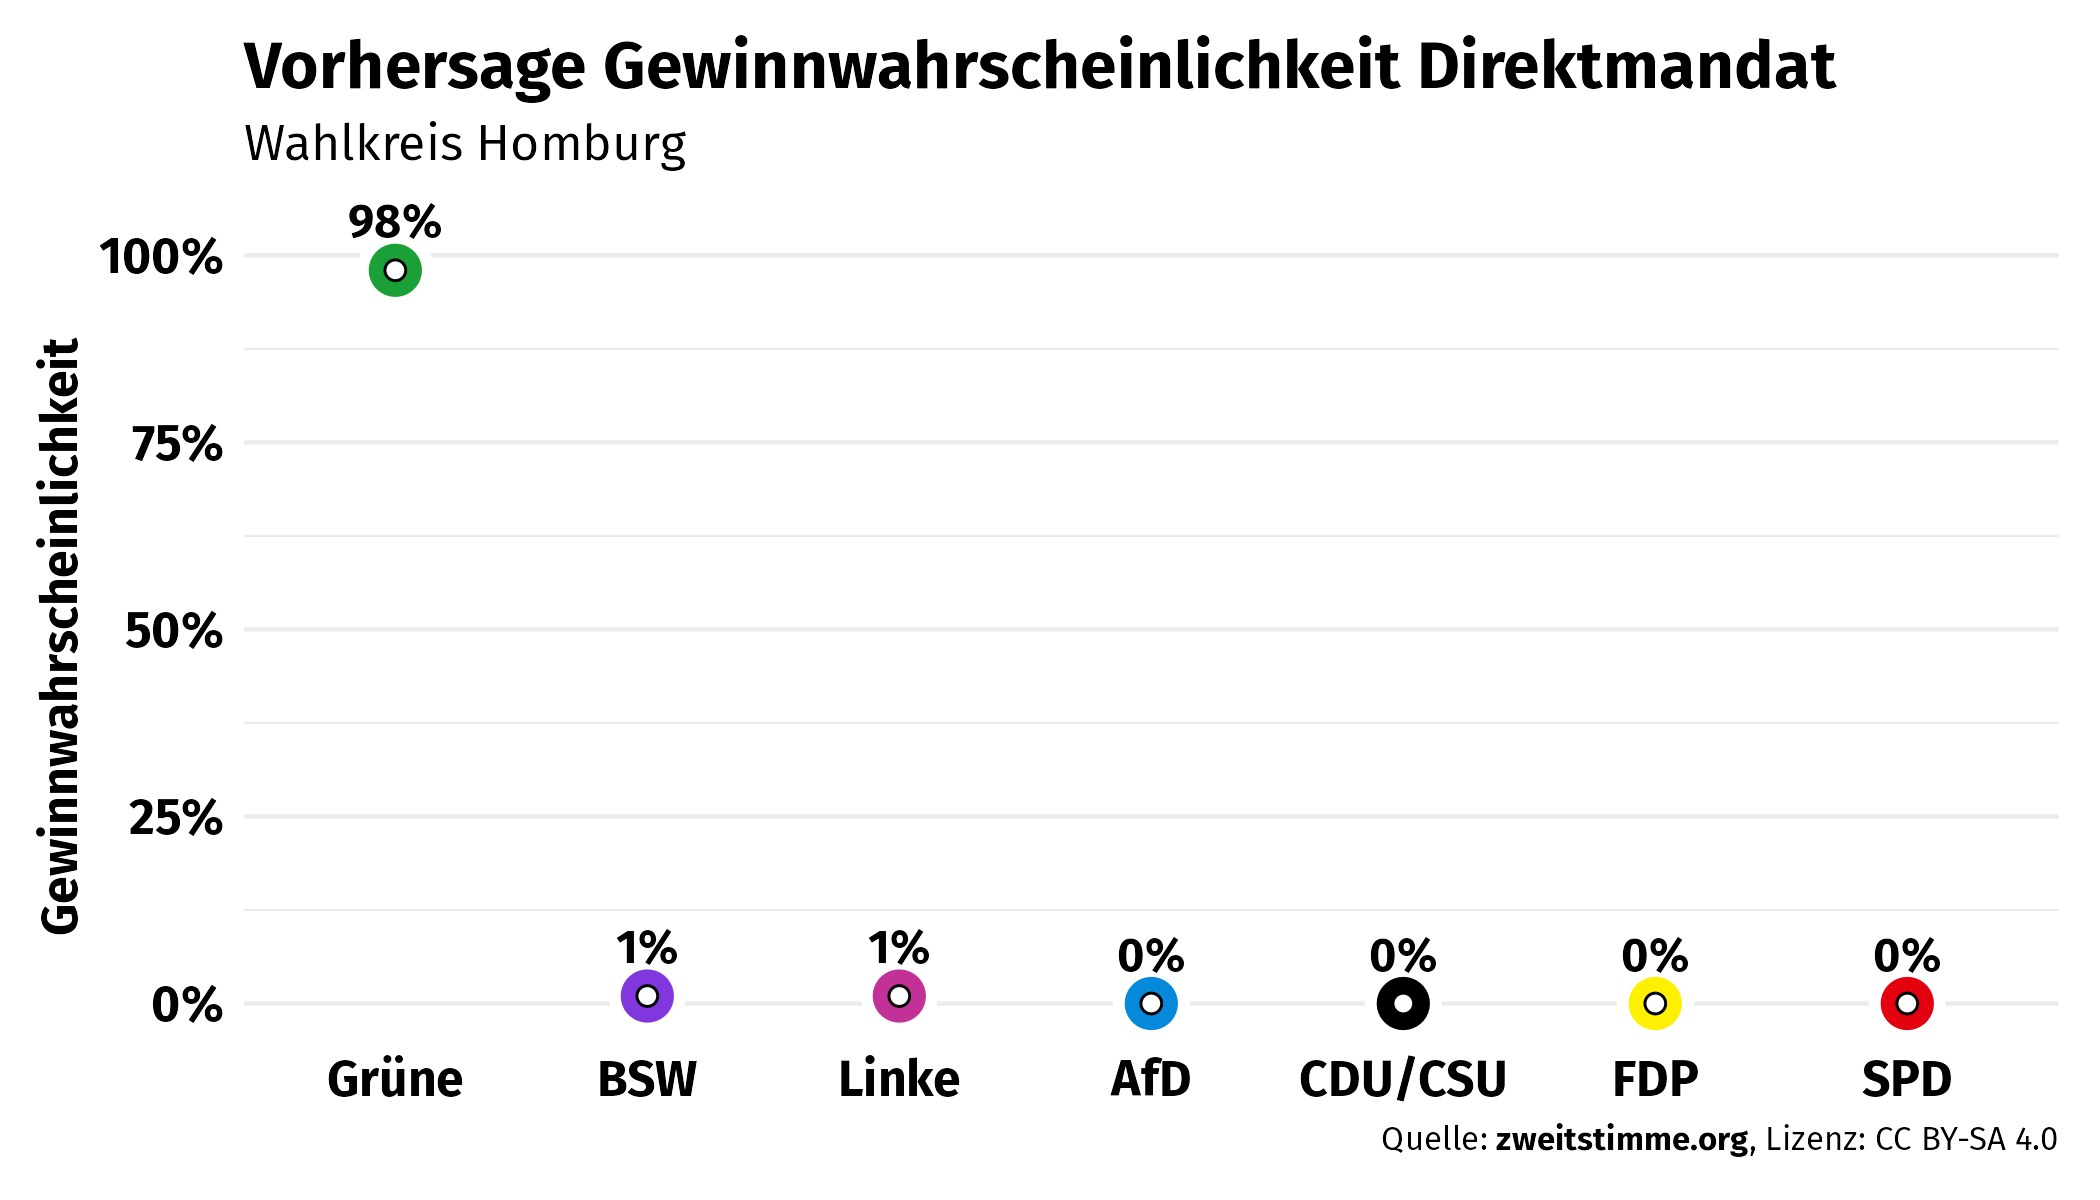 Vorhersage Gewinnwahrscheinlichkeit Direktmandat
Wahlkreis Homburg
Gewinnwahrscheinlichkeit
100%
75%
50%
25%
0%
98%
1%
1%
0%
0%
0%
0%
Grüne
BSW
Linke
AfD
CDU/CSU
FDP
SPD
Quelle: zweitstimme.org, Lizenz: CC BY-SA 4.0